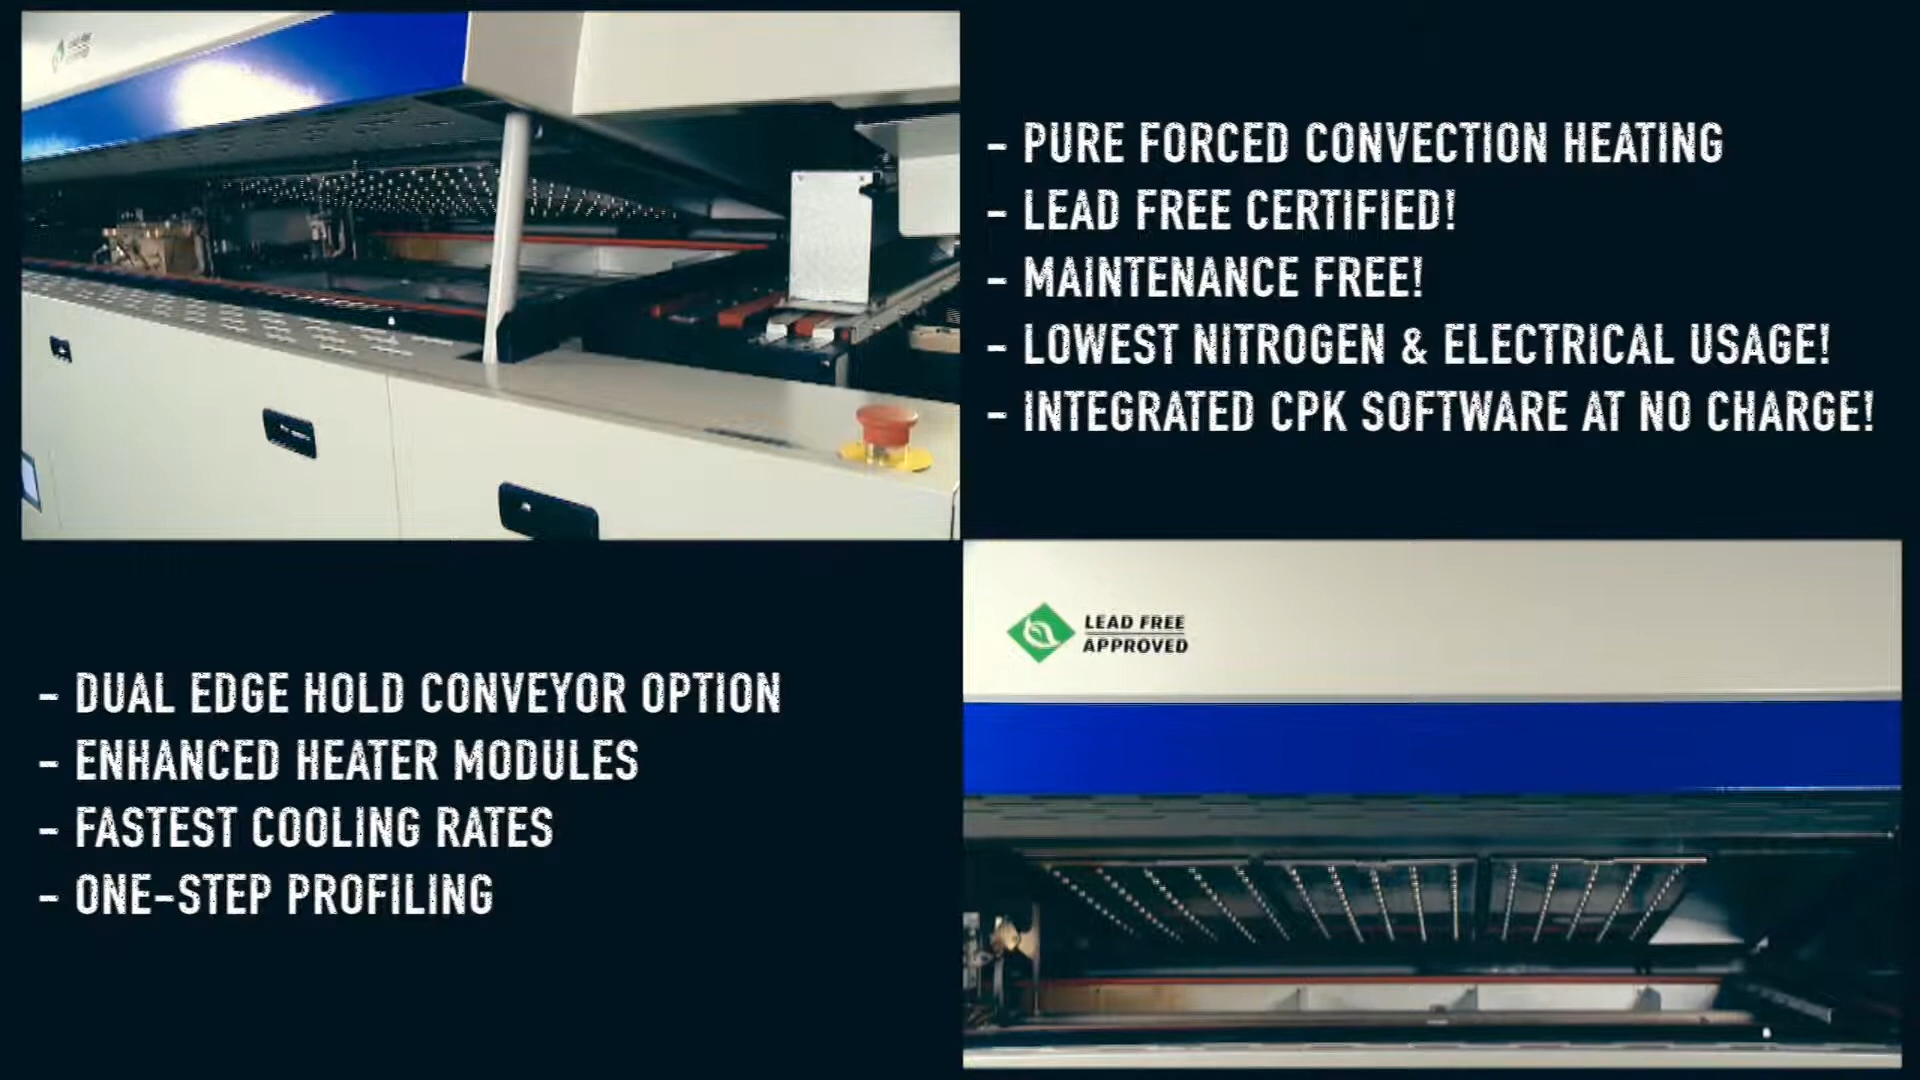 - PURE FORCED CONVECTION HEATING
- LEAD FREE CERTIFIED!
- MAINTENANCE FREE!
- LOWEST NITROGEN & ELECTRICAL USAGE!
- INTEGRATED CPK SOFTWARE AT NO CHARGE!
LEAD FREE
APPROVED
- DUAL EDGE HOLD CONVEYOR OPTION
- ENHANCED HEATER MODULES
- FASTEST COOLING RATES
- ONE-STEP PROFILING